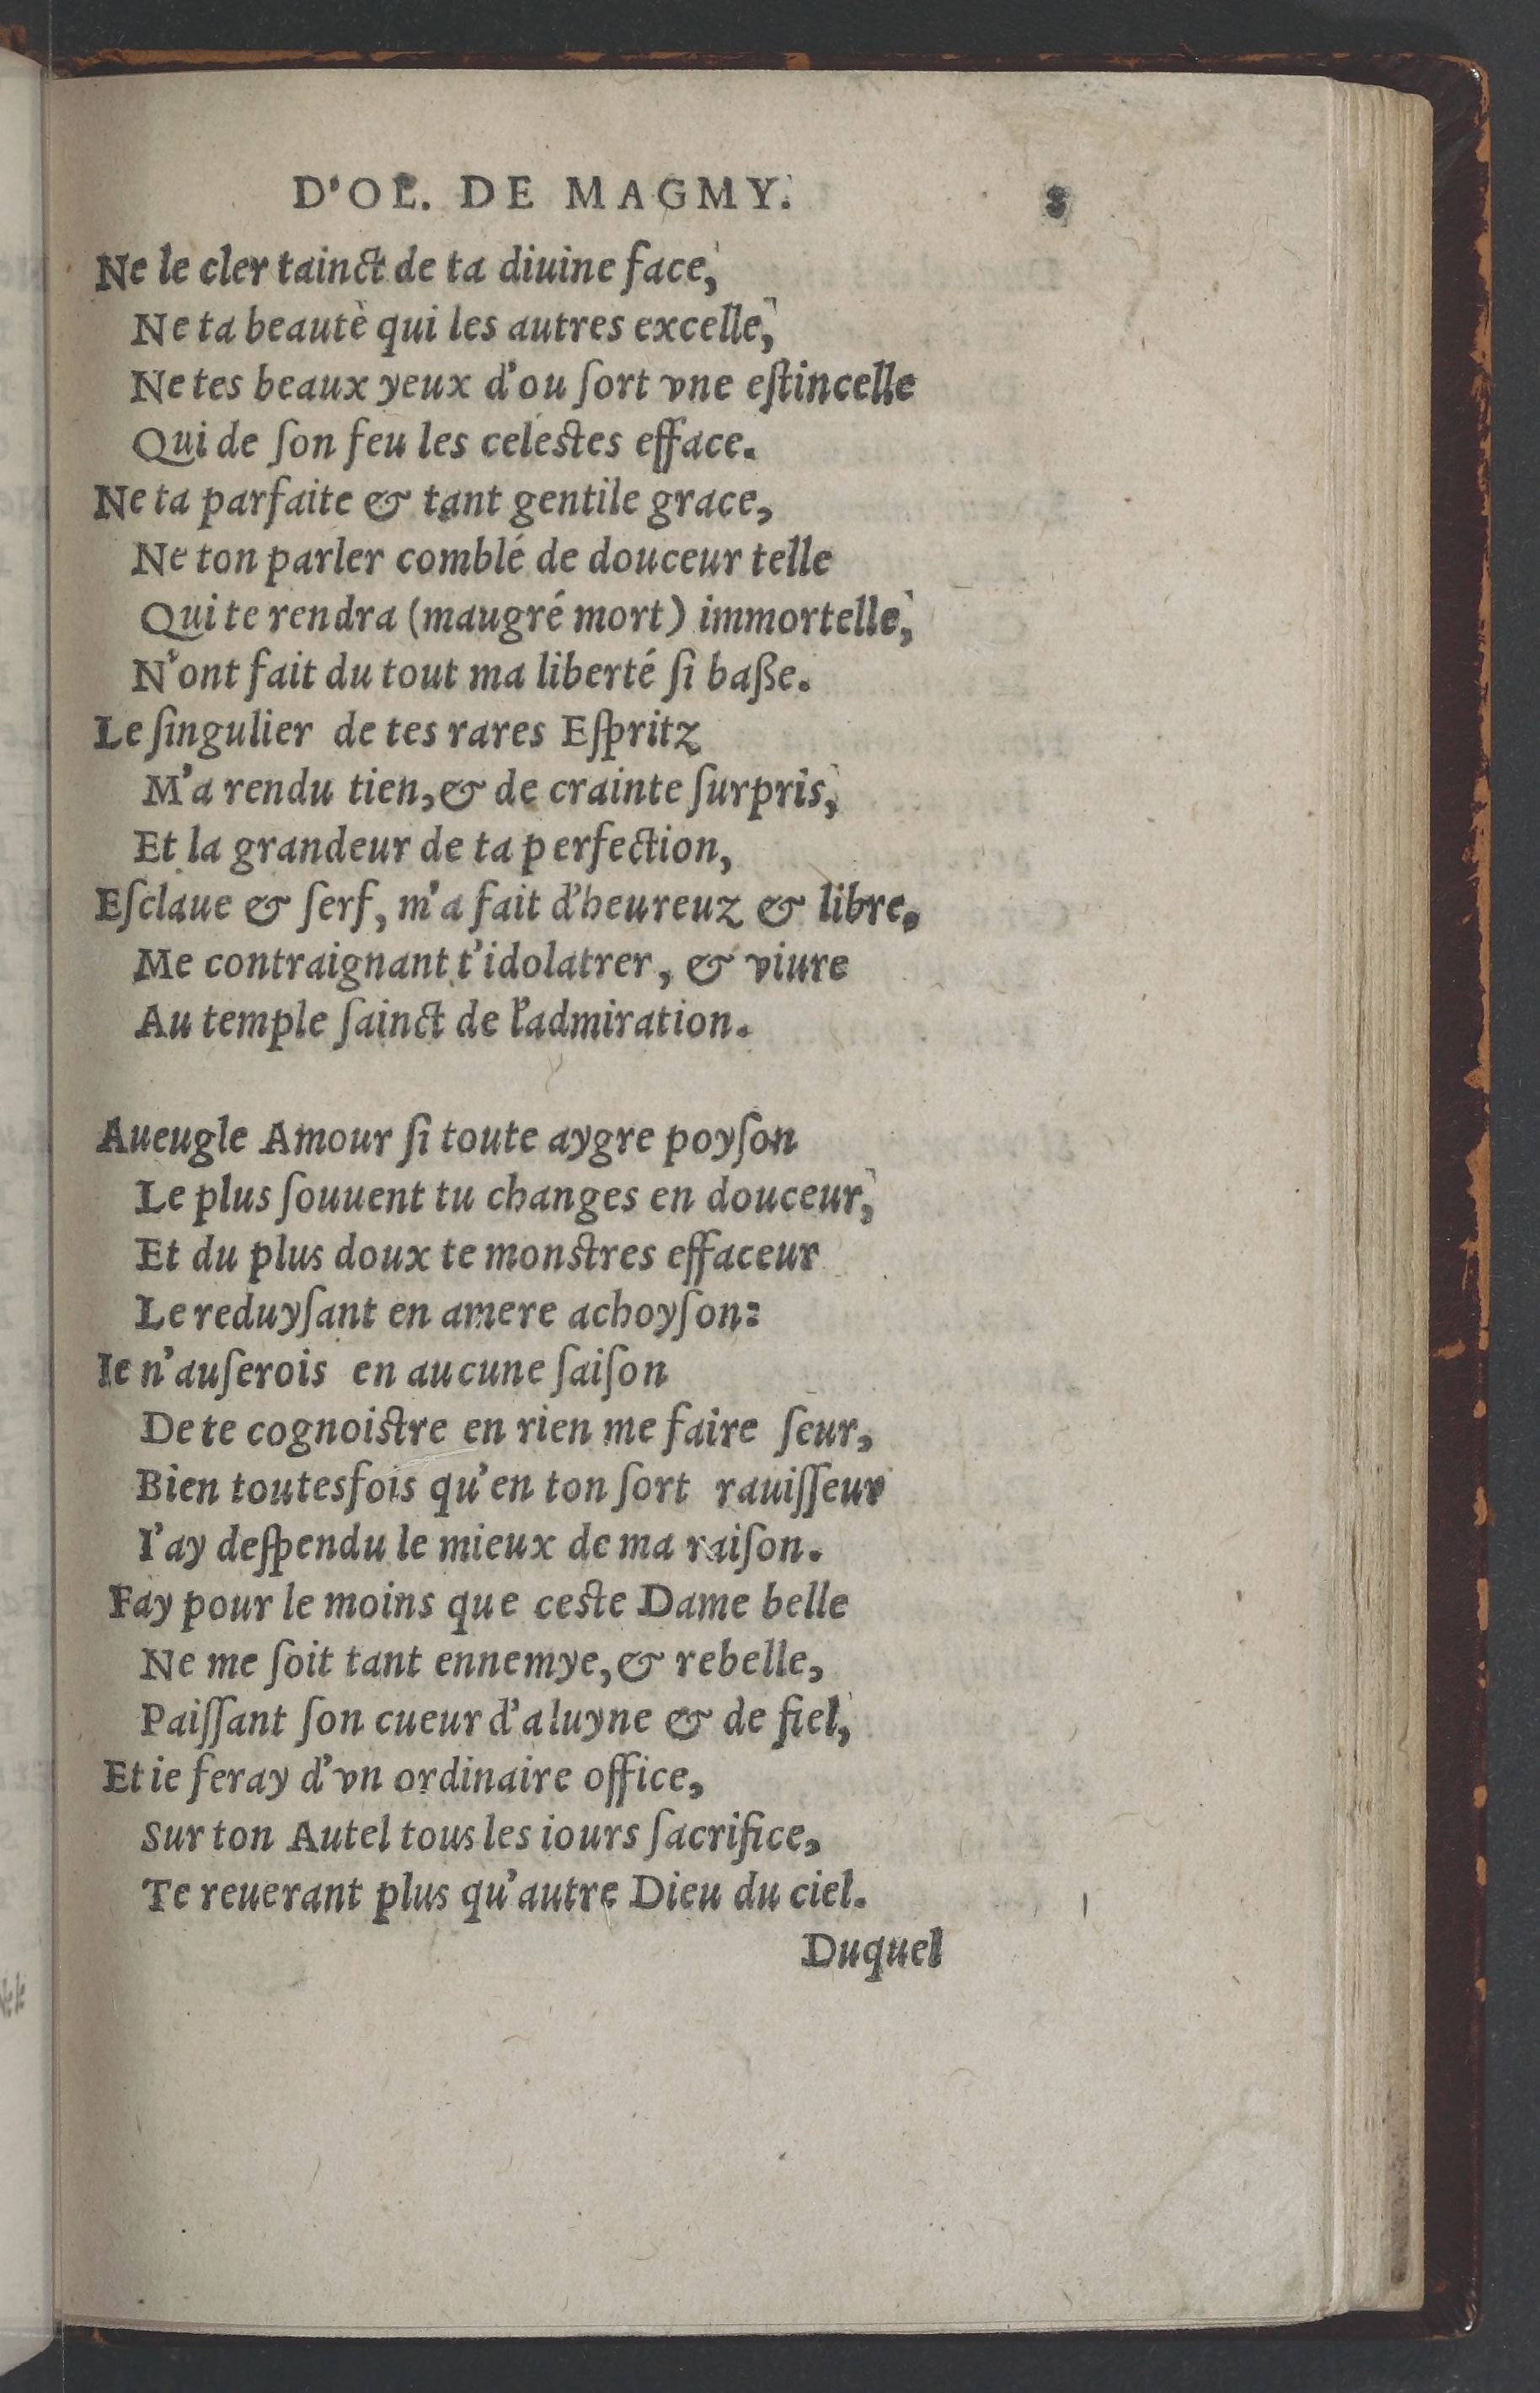 D'OL. DE MAGMY. 8
Ne le cler tainct de ta diuine face,
Ne ta beautè qui les autres excelle,
Ne tes beaux yeux d'ou ſort vne eſtincelle
Qui de ſon feu les celeſtes efface.
Ne ta parfaite & tant gentile grace,
Ne ton parler comblé de douceur telle
Qui te rendra (maugré mort) immortelle,
N'ont fait du tout ma liberté ſi baſſe.
Le ſingulier de tes rares Eſpritz
M'a rendu tien, & de crainte ſurpris,
Et la grandeur de ta perfection,
Eſclaue & ſerf, m'a fait d'heureuz & libre,
Me contraignant t'idolatrer, & viure
Au temple ſainct de l'admiration.

Aueugle Amour ſi toute aygre poyſon
Le plus ſouuent tu changes en douceur,
Et du plus doux te monſtres effaceur
Le reduyſant en amere achoyſon:
Ie n'auſerois en aucune ſaiſon
De te cognoiſtre en rien me faire ſeur,
Bien toutesfois qu'en ton ſort rauiſſeur
I'ay deſpendu le mieux de ma raiſon.
Fay pour le moins que ceſte Dame belle
Ne me ſoit tant ennemye, & rebelle,
Paiſſant ſon cueur d'aluyne & de fiel,
Et ie feray d'vn ordinaire office,
Sur ton Autel tous les iours ſacrifice,
Te reuerant plus qu'autre Dieu du ciel.
Duquel